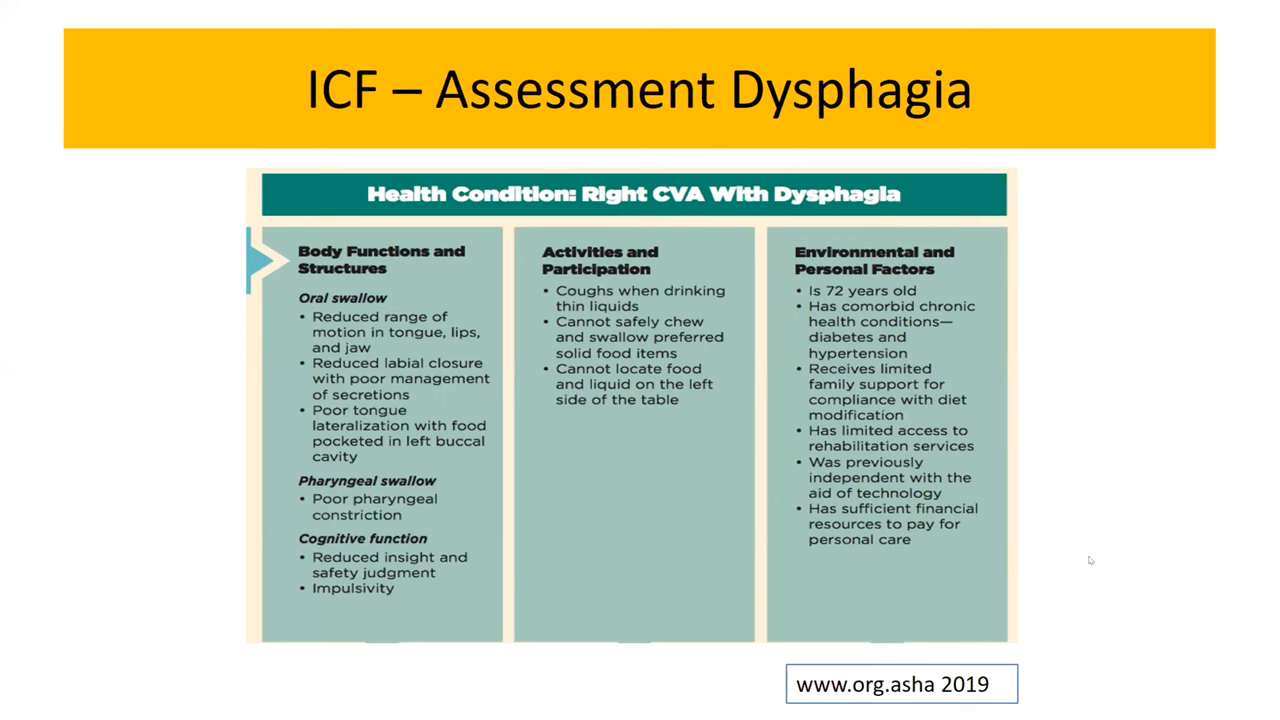 ICF – Assessment Dysphagia
Health Condition: Right CVA With Dysphagia
Body Functions and
Structures
Oral swallow
• Reduced range of
motion in tongue, lips,
and jaw
• Reduced labial closure
with poor management
of secretions
• Poor tongue
lateralization with food
pocketed in left buccal
cavity
Pharyngeal swallow
• Poor pharyngeal
constriction
Cognitive function
• Reduced insight and
safety judgment
• Impulsivity
Activities and
Participation
• Coughs when drinking
thin liquids
• Cannot safely chew
and swallow preferred
solid food items
• Cannot locate food
and liquid on the left
side of the table
Environmental and
Personal Factors
• Is 72 years old
• Has comorbid chronic
health conditions—
diabetes and
hypertension
• Receives limited
family support for
compliance with diet
modification
• Has limited access to
rehabilitation services
• Was previously
independent with the
aid of technology
• Has sufficient financial
resources to pay for
personal care
www.org.asha 2019